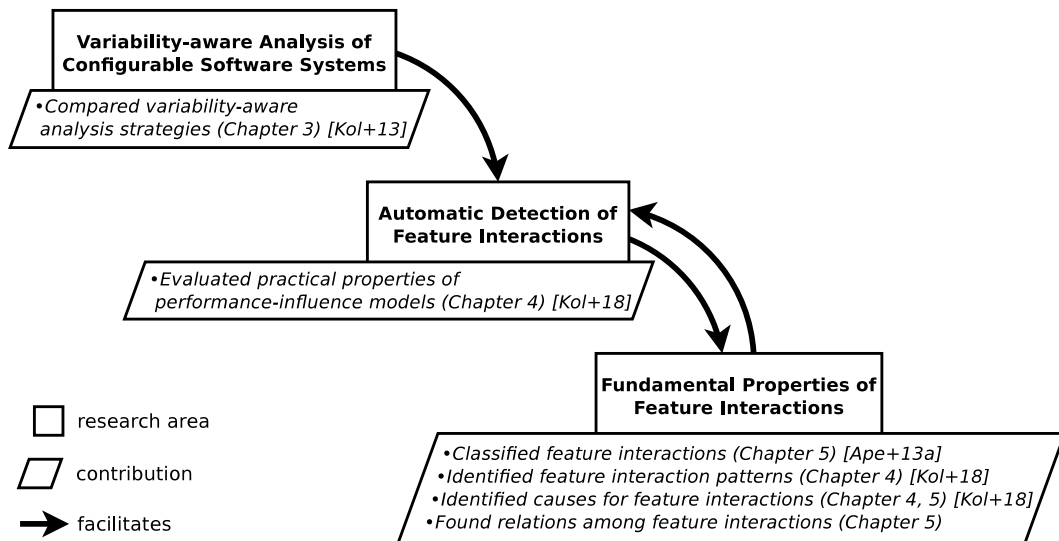 Variability-aware Analysis of
Configurable Software Systems
•Compared variability-aware
analysis strategies (Chapter 3) [Kol+13]
Automatic Detection of
Feature Interactions
•Evaluated practical properties of
performance-influence models (Chapter 4) [Kol+18]
Fundamental Properties of
Feature Interactions
•Classified feature interactions (Chapter 5) [Ape+13a]
•Identified feature interaction patterns (Chapter 4) [Kol+18]
•Identified causes for feature interactions (Chapter 4, 5) [Kol+18]
•Found relations among feature interactions (Chapter 5)
research area
contribution
facilitates